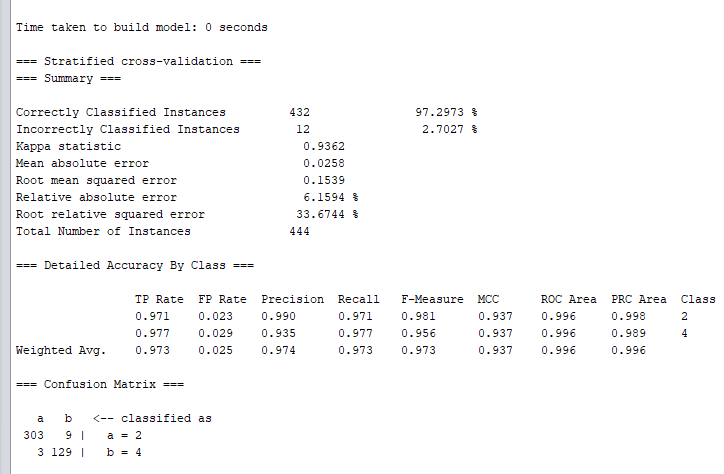 Time taken to build model: 0 seconds
=== Stratified cross-validation ===
=== Summary ===
Correctly Classified Instances 432 97.2973 %
Incorrectly Classified Instances 12 2.7027 %
Kappa statistic 0.9362
Mean absolute error 0.0258
Root mean squared error 0.1539
Relative absolute error 6.1594 %
Root relative squared error 33.6744 %
Total Number of Instances 444
=== Detailed Accuracy By Class ===
TP Rate FP Rate Precision Recall F-Measure MCC ROC Area PRC Area Class
0.971 0.023 0.990 0.971 0.981 0.937 0.996 0.998 2
0.977 0.029 0.935 0.977 0.956 0.937 0.996 0.989 4
Weighted Avg. 0.973 0.025 0.974 0.973 0.973 0.937 0.996 0.996
=== Confusion Matrix ===
a b <-- classified as
303 9 | a = 2
3 129 | b = 4